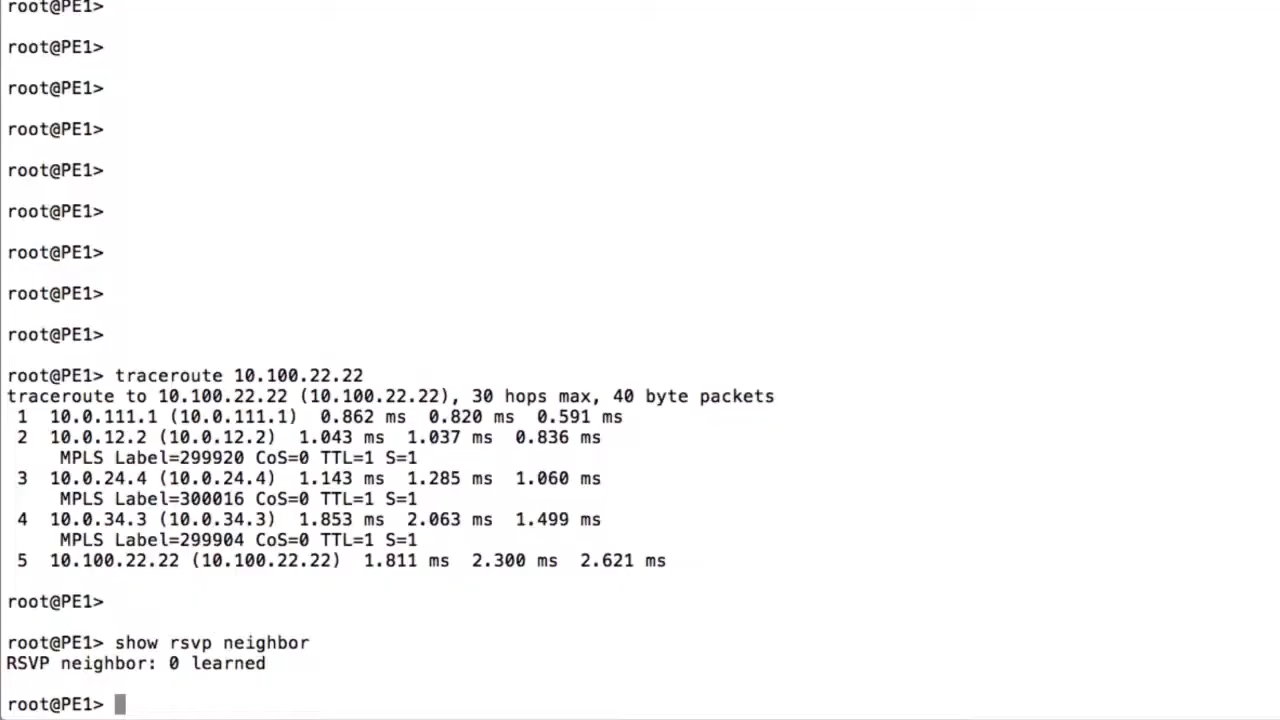 root@PE1>
root@PE1>
root@PE1>
root@PE1>
root@PE1>
root@PE1>
root@PE1>
root@PE1>
root@PE1>
root@PE1> traceroute 10.100.22.22
traceroute to 10.100.22.22 (10.100.22.22), 30 hops max, 40 byte packets
 1  10.0.111.1 (10.0.111.1)  0.862 ms  0.820 ms  0.591 ms
 2  10.0.12.2 (10.0.12.2)  1.043 ms  1.037 ms  0.836 ms
     MPLS Label=299920 CoS=0 TTL=1 S=1
 3  10.0.24.4 (10.0.24.4)  1.143 ms  1.285 ms  1.060 ms
     MPLS Label=300016 CoS=0 TTL=1 S=1
 4  10.0.34.3 (10.0.34.3)  1.853 ms  2.063 ms  1.499 ms
     MPLS Label=299904 CoS=0 TTL=1 S=1
 5  10.100.22.22 (10.100.22.22)  1.811 ms  2.300 ms  2.621 ms
root@PE1>
root@PE1> show rsvp neighbor
RSVP neighbor: 0 learned
root@PE1>